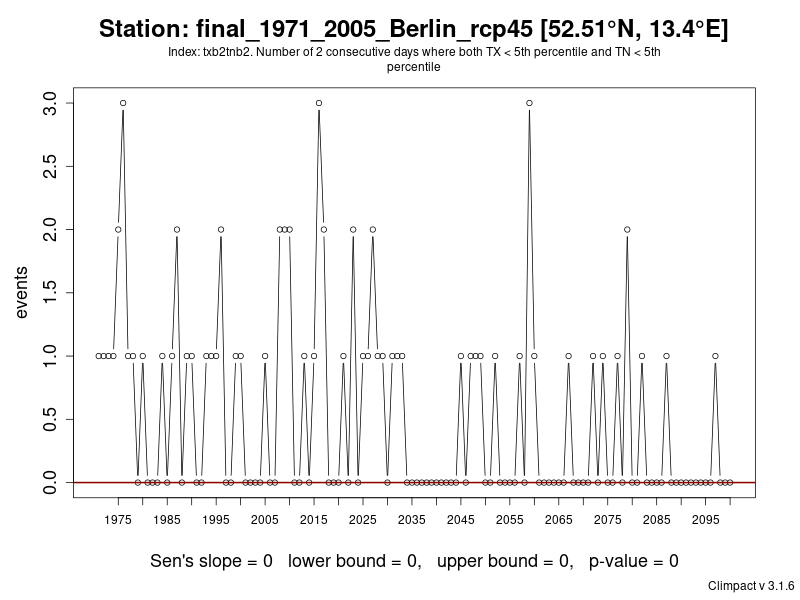 Station: final_1971_2005_Berlin_rcp45 [52.51°N, 13.4°E]
Index: txb2tnb2. Number of 2 consecutive days where both TX < 5th percentile and TN < 5th
percentile
3.0
2.5
2.0
1.5
1.0
0.5
0.0
events
1975 1985 1995 2005 2015 2025 2035 2045 2055 2065 2075 2085 2095
Sen's slope = 0 lower bound = 0, upper bound = 0, p-value = 0
Climpact v 3.1.6